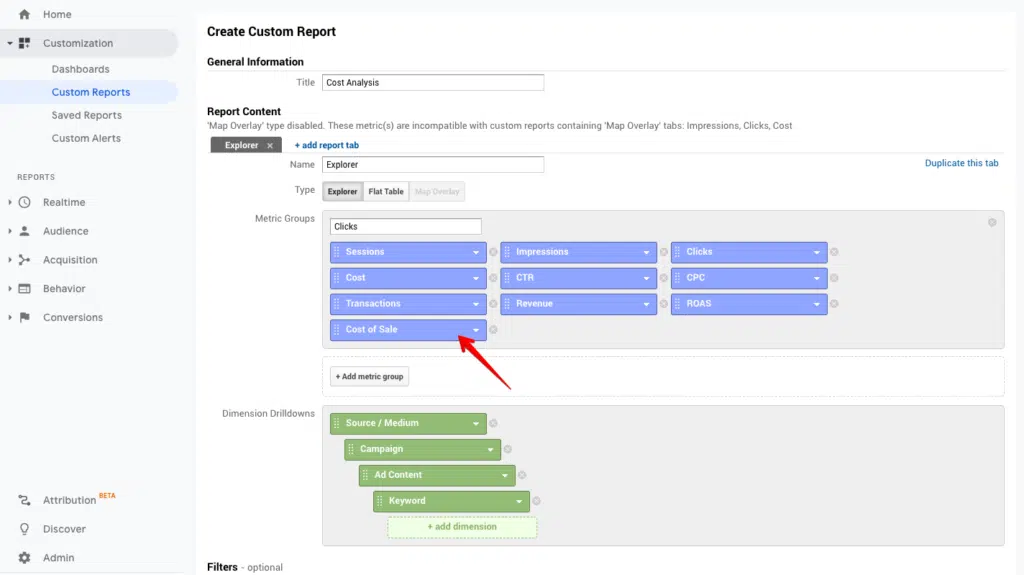 Home
Customization
Dashboards
Custom Reports
Saved Reports
Custom Alerts
REPORTS
Realtime
Audience
Acquisition
Behavior
Conversions
Attribution BETA
Discover
Admin
Create Custom Report
General Information
Title Cost Analysis
Report Content
'Map Overlay' type disabled. These metric(s) are incompatible with custom reports containing 'Map Overlay' tabs: Impressions, Clicks, Cost
Explorer × + add report tab
Name Explorer Duplicate this tab
Type Explorer Flat Table Map Overlay
Metric Groups
Clicks
Sessions Impressions Clicks
Cost CTR CPC
Transactions Revenue ROAS
Cost of Sale
+ Add metric group
Dimension Drilldowns
Source / Medium
Campaign
Ad Content
Keyword
+ add dimension
Filters - optional